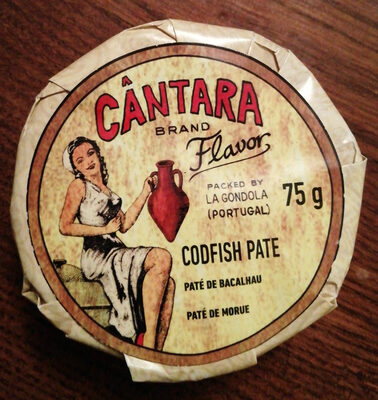 CÂNTARA
BRAND
Flavor
PACKED BY
LA GONDOLA
(PORTUGAL)
75 g
CODFISH PATE
PATÉ DE BACALHAU
PATÉ DE MORUE